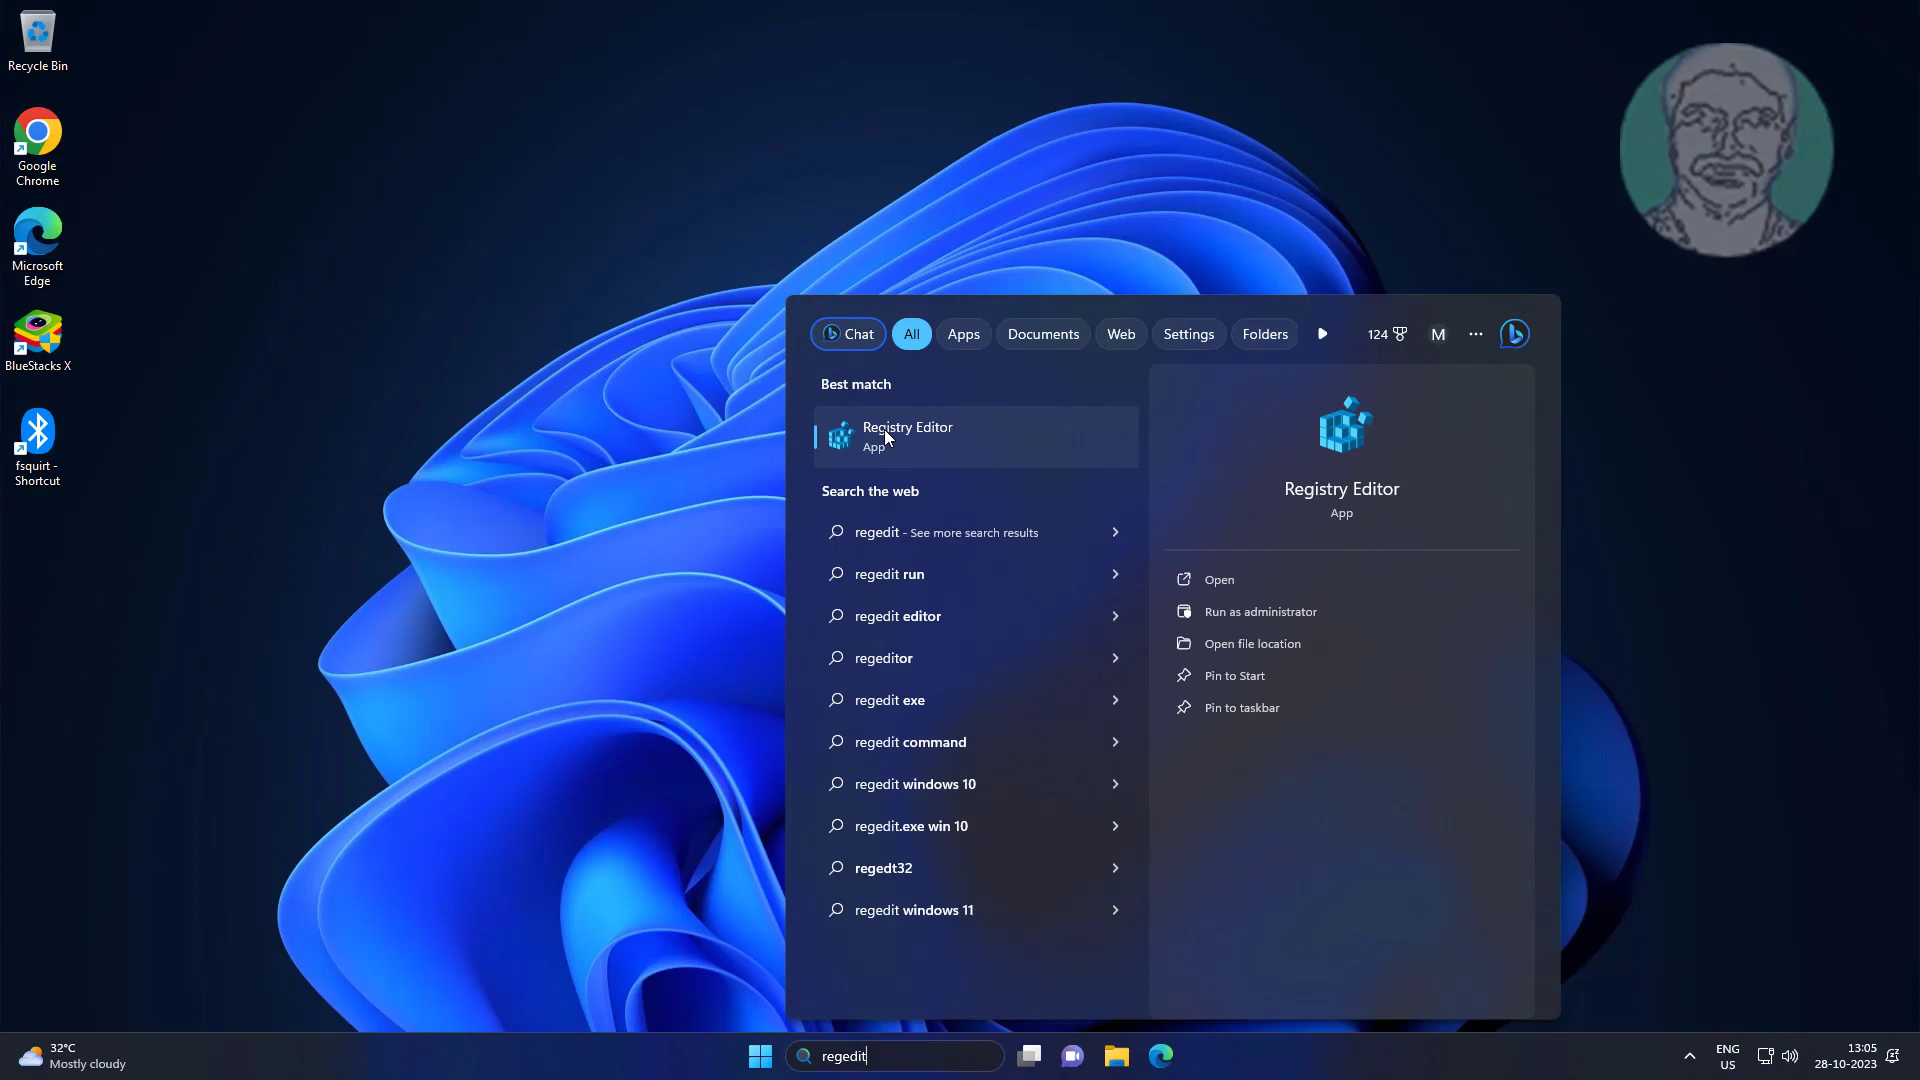 Recycle Bin
Google
Chrome
Microsoft
Edge
BlueStacks X
fsquirt -
Shortcut
Chat
All
Apps
Documents
Web
Settings
Folders
124
M
Best match
Registry Editor
App
Search the web
regedit - See more search results
regedit run
regedit editor
regeditor
regedit exe
regedit command
regedit windows 10
regedit.exe win 10
regedt32
regedit windows 11
Registry Editor
App
Open
Run as administrator
Open file location
Pin to Start
Pin to taskbar
32°C
Mostly cloudy
regedit
ENG
US
13:05
28-10-2023